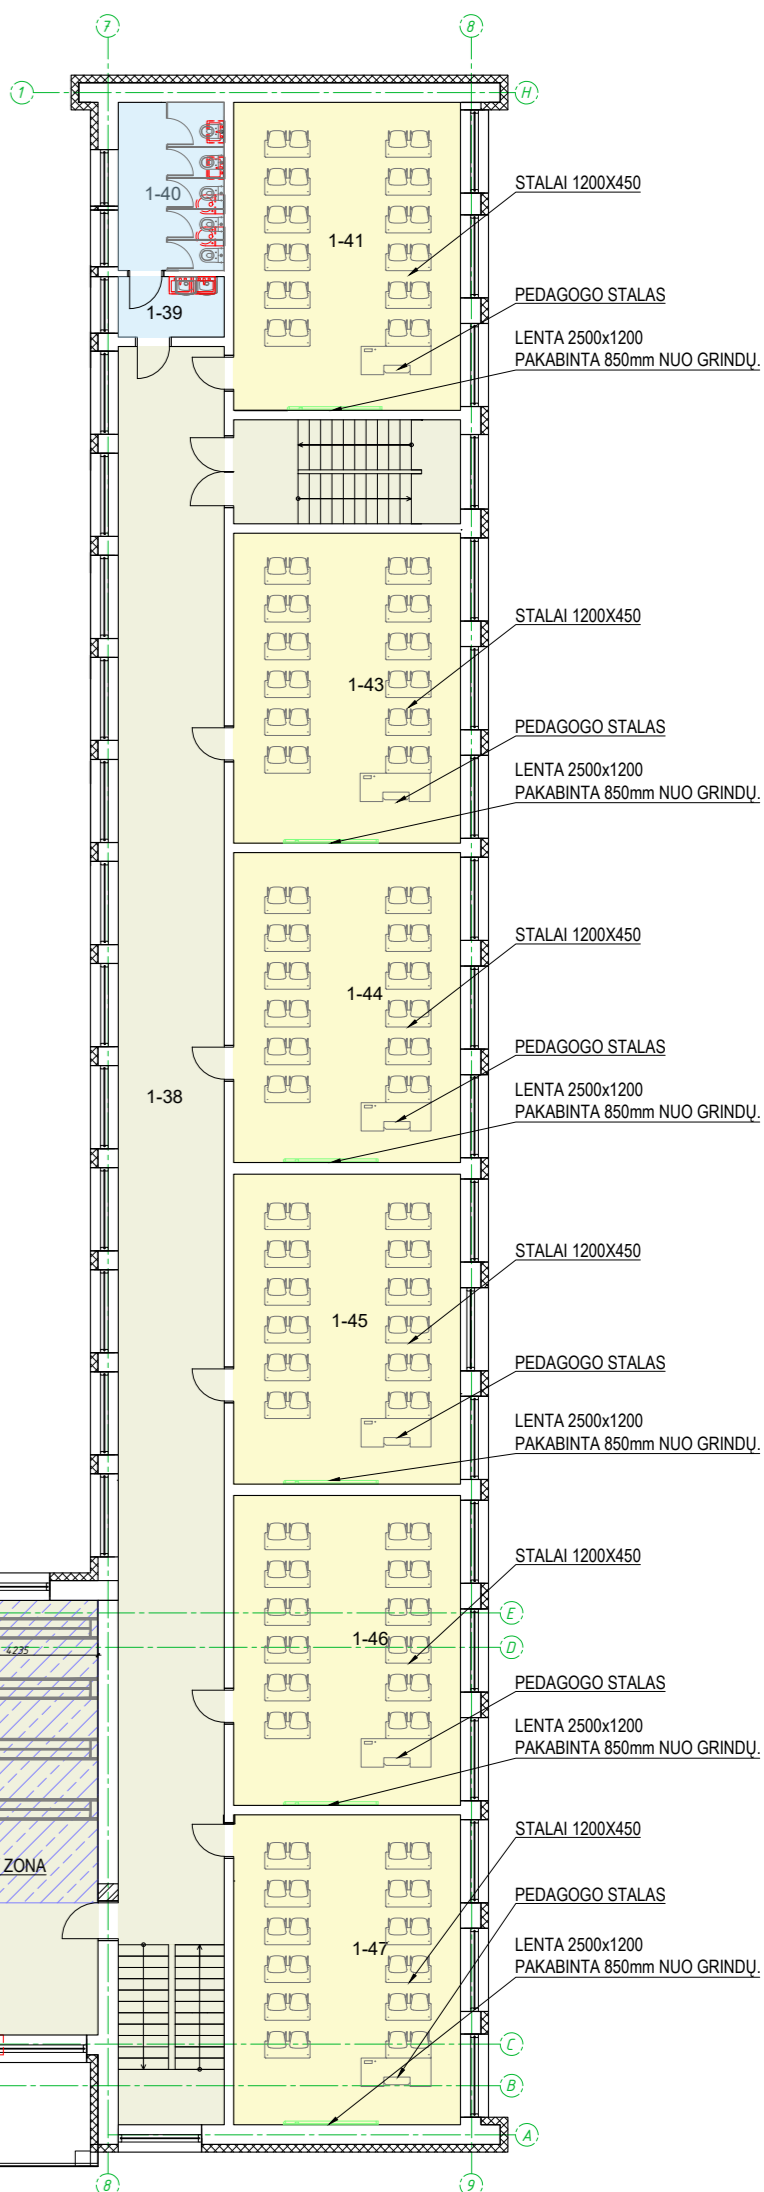 7
8
1
H
STALAI 1200X450
1-40
1-41
PEDAGOGO STALAS
1-39
LENTA 2500x1200
PAKABINTA 850mm NUO GRINDŲ.
STALAI 1200X450
1-43
PEDAGOGO STALAS
LENTA 2500x1200
PAKABINTA 850mm NUO GRINDŲ.
STALAI 1200X450
1-44
PEDAGOGO STALAS
1-38
LENTA 2500x1200
PAKABINTA 850mm NUO GRINDŲ.
STALAI 1200X450
1-45
PEDAGOGO STALAS
LENTA 2500x1200
PAKABINTA 850mm NUO GRINDŲ.
STALAI 1200X450
E
1-46
D
4235
PEDAGOGO STALAS
LENTA 2500x1200
PAKABINTA 850mm NUO GRINDŲ.
STALAI 1200X450
ZONA
PEDAGOGO STALAS
1-47
LENTA 2500x1200
PAKABINTA 850mm NUO GRINDŲ.
C
B
A
8
9